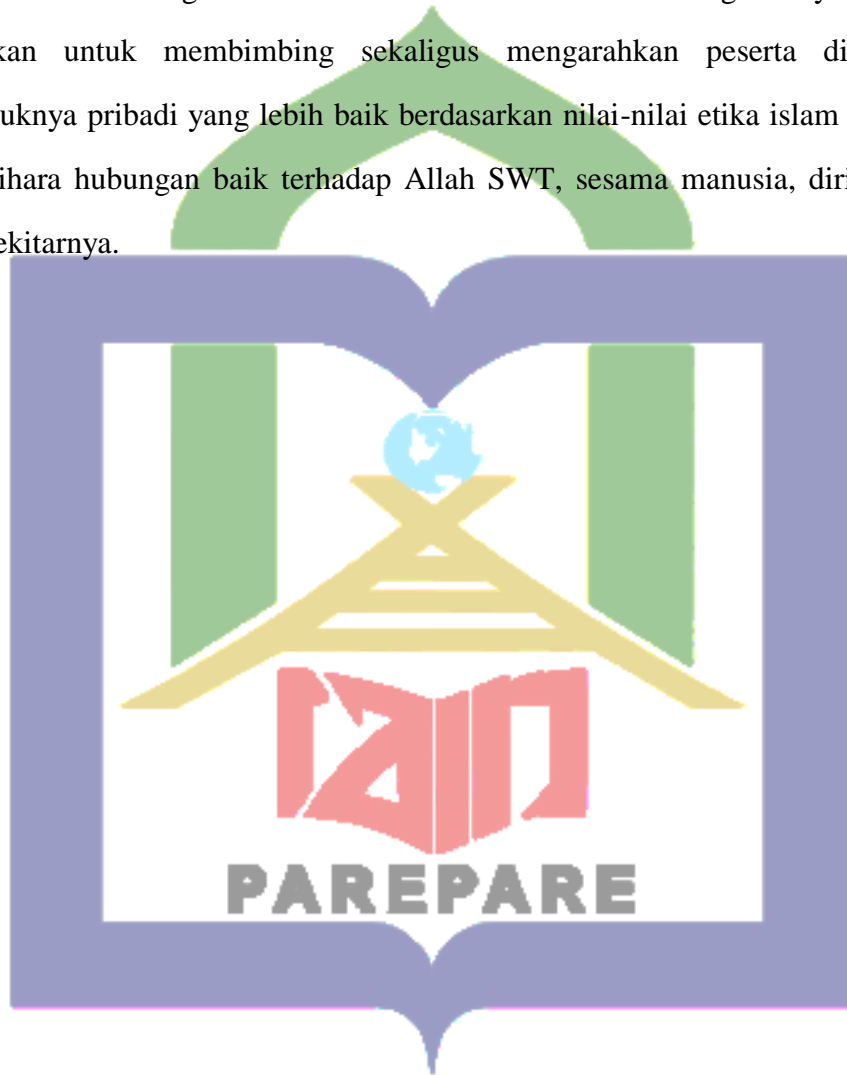 kan untuk membimbing sekaligus mengarahkan peserta di
uknya pribadi yang lebih baik berdasarkan nilai-nilai etika islam
ihara hubungan baik terhadap Allah SWT, sesama manusia, diri
ekitarnya.
iain
PAREPARE